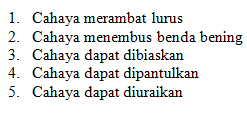 1. Cahaya merambat lurus
2. Cahaya menembus benda bening
3. Cahaya dapat dibiaskan
4. Cahaya dapat dipantulkan
5. Cahaya dapat diuraikan